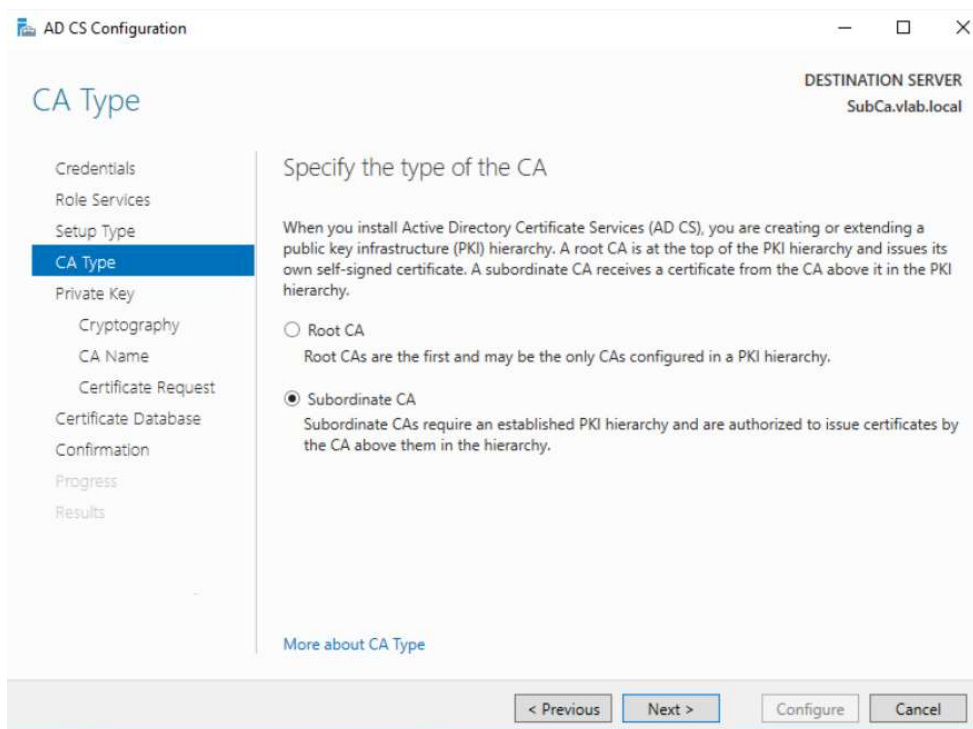 AD CS Configuration
DESTINATION SERVER
SubCa.vlab.local
CA Type
Credentials
Role Services
Setup Type
CA Type
Private Key
Cryptography
CA Name
Certificate Request
Certificate Database
Confirmation
Progress
Results
Specify the type of the CA
When you install Active Directory Certificate Services (AD CS), you are creating or extending a
public key infrastructure (PKI) hierarchy. A root CA is at the top of the PKI hierarchy and issues its
own self-signed certificate. A subordinate CA receives a certificate from the CA above it in the PKI
hierarchy.
Root CA
Root CAs are the first and may be the only CAs configured in a PKI hierarchy.
Subordinate CA
Subordinate CAs require an established PKI hierarchy and are authorized to issue certificates by
the CA above them in the hierarchy.
More about CA Type
< Previous
Next >
Configure
Cancel